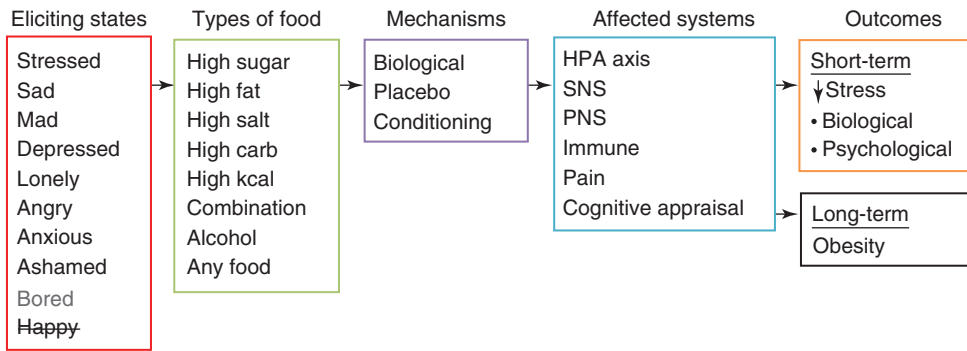 Eliciting states
Stressed
Sad
Mad
Depressed
Lonely
Angry
Anxious
Ashamed
Bored
Happy
Types of food
High sugar
High fat
High salt
High carb
High kcal
Combination
Alcohol
Any food
Mechanisms
Biological
Placebo
Conditioning
Affected systems
HPA axis
SNS
PNS
Immune
Pain
Cognitive appraisal
Outcomes
Short-term
↓Stress
• Biological
• Psychological
Long-term
Obesity